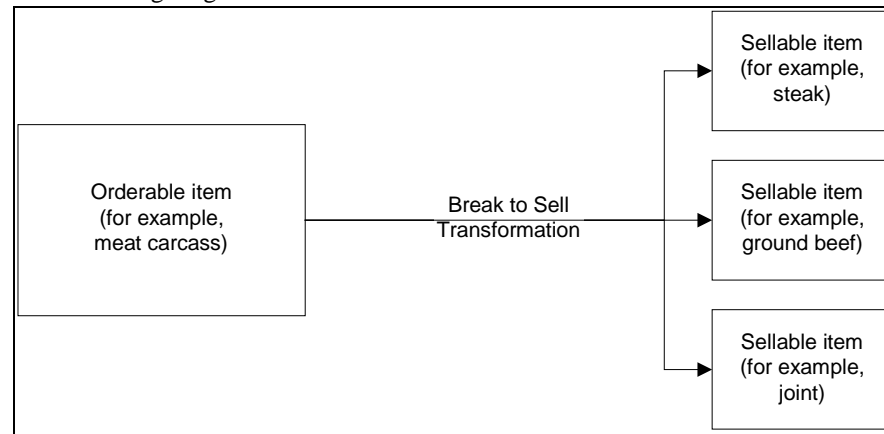 Orderable item
(for example,
meat carcass)
Break to Sell
Transformation
Sellable item
(for example,
steak)
Sellable item
(for example,
ground beef)
Sellable item
(for example,
joint)